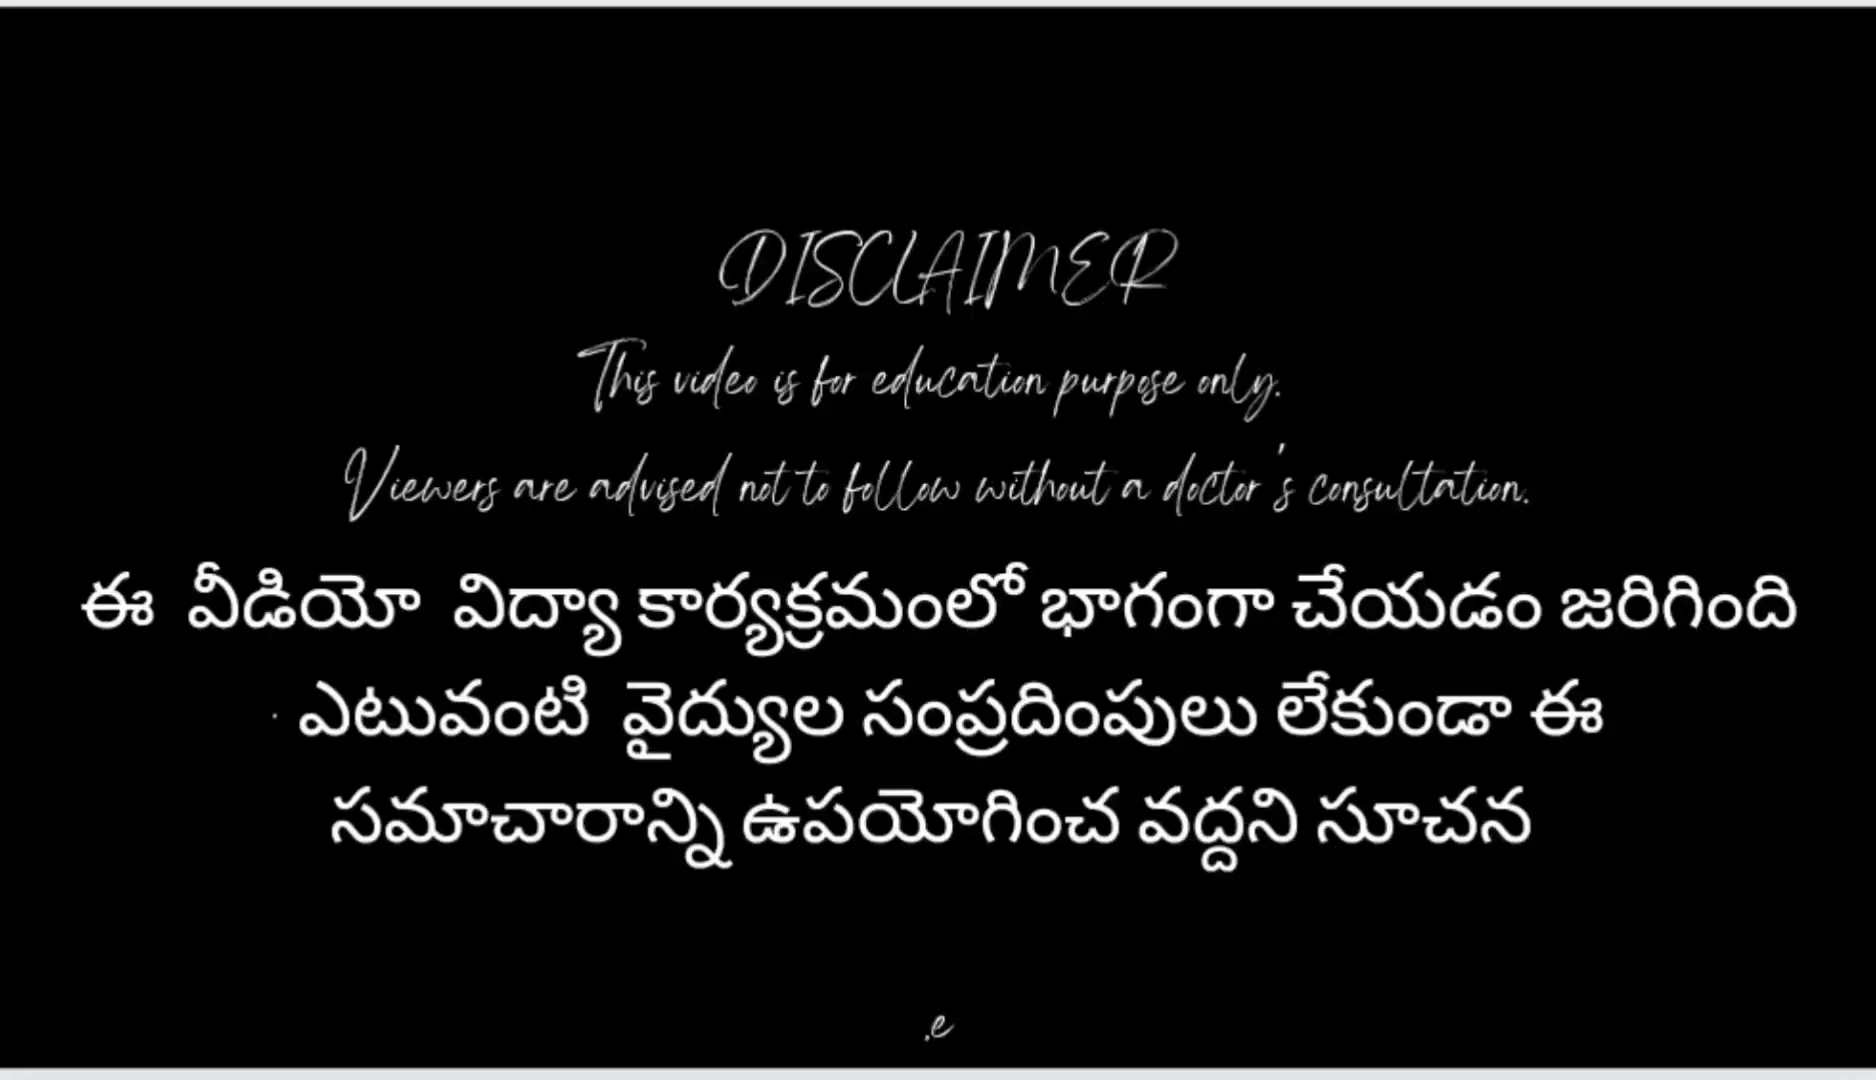 DISCLAIMER
This video is for education purpose only.
Viewers are advised not to follow without a doctor's consultation.
ఈ వీడియో విద్యా కార్యక్రమంలో భాగంగా చేయడం జరిగింది
. ఎటువంటి వైద్యుల సంప్రదింపులు లేకుండా ఈ
సమాచారాన్ని ఉపయోగించ వద్దని సూచన
.e